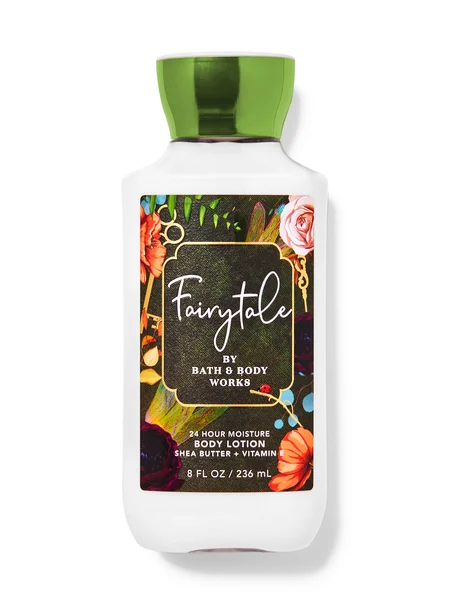 Fairytale
BY
BATH & BODY
WORKS
24 HOUR MOISTURE
BODY LOTION
SHEA BUTTER + VITAMIN E
8 FL OZ / 236 mL